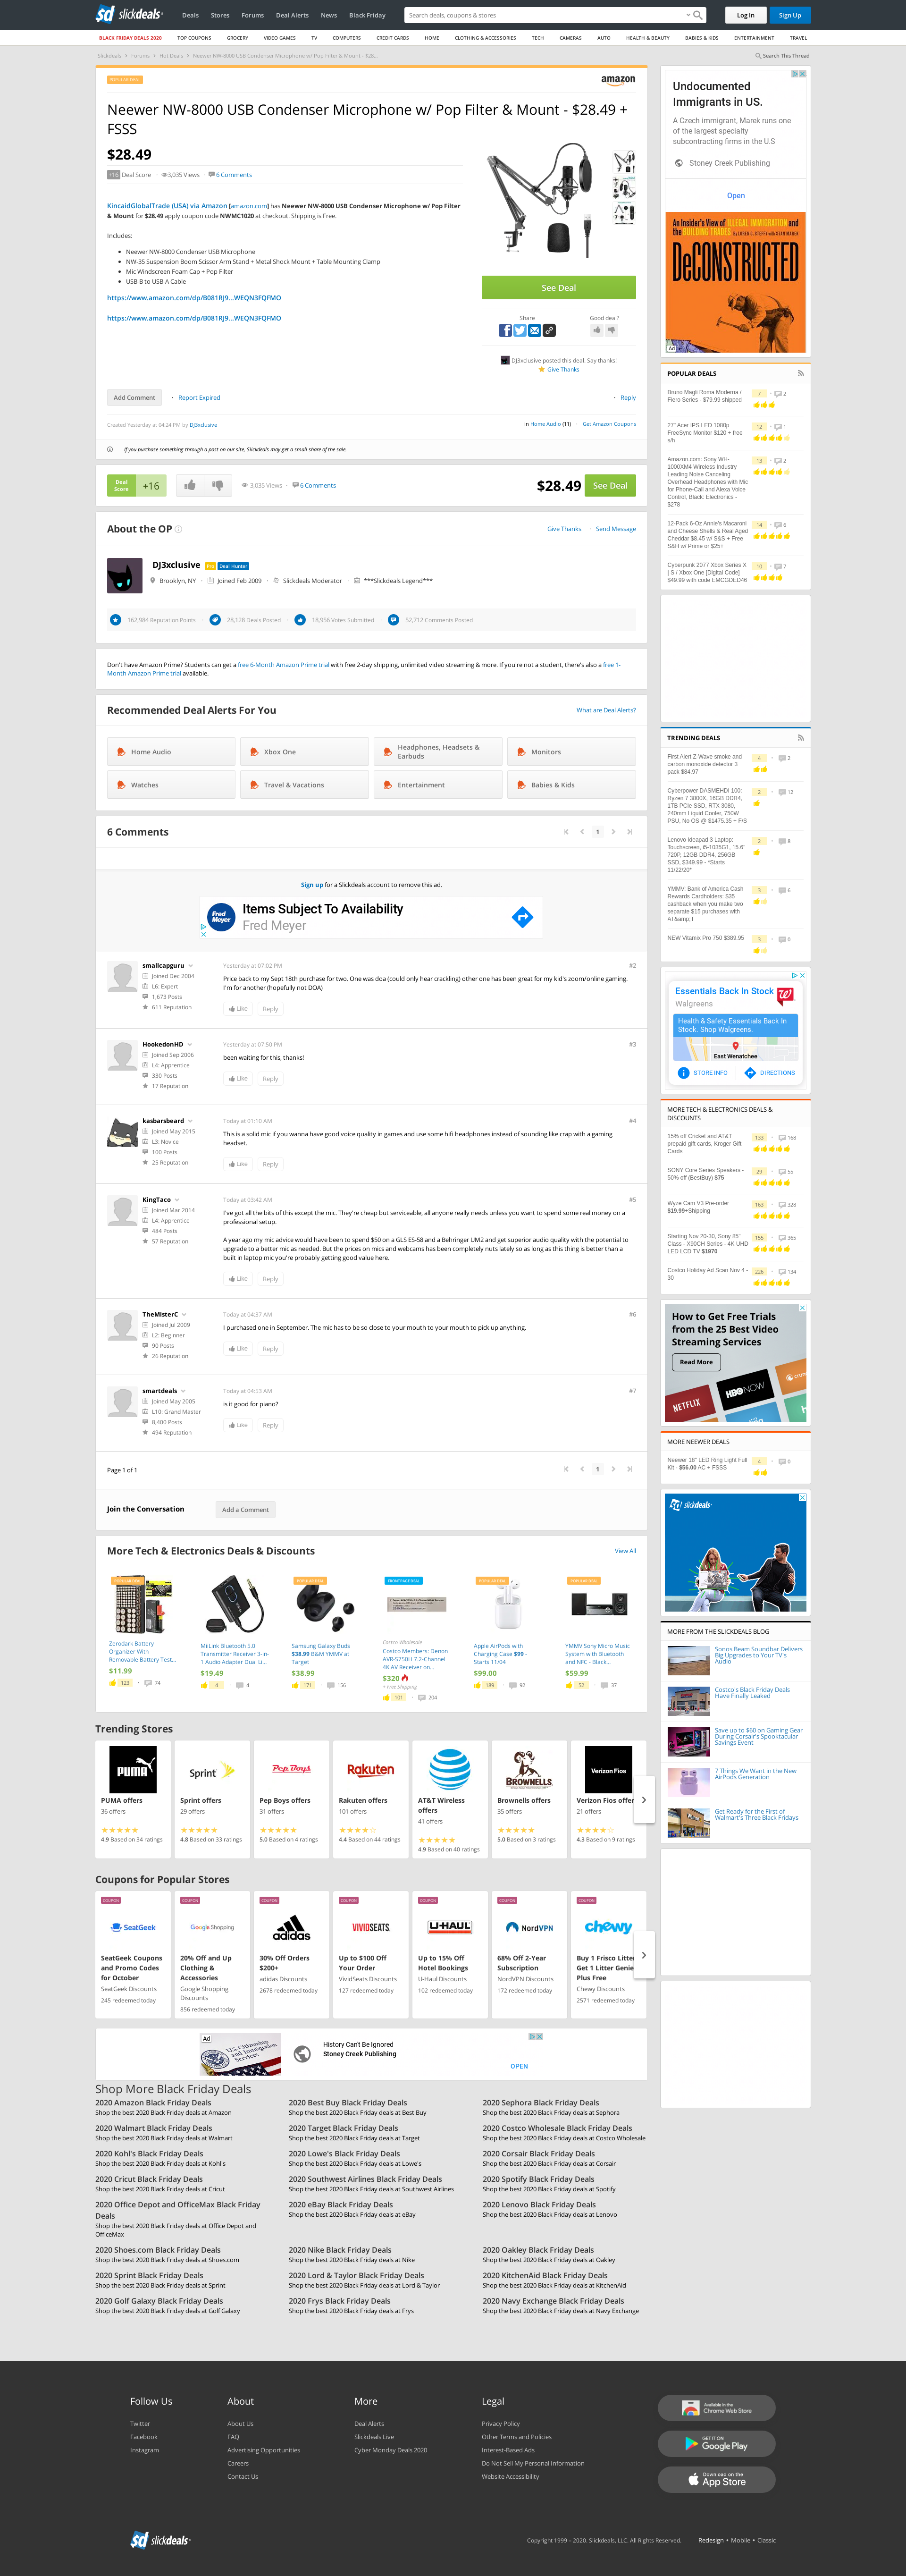 slickdeals
Deals Stores Forums Deal Alerts News Black Friday
Search deals, coupons & stores
Log In Sign Up
BLACK FRIDAY DEALS 2020 TOP COUPONS GROCERY VIDEO GAMES TV COMPUTERS CREDIT CARDS HOME CLOTHING & ACCESSORIES TECH CAMERAS AUTO HEALTH & BEAUTY BABIES & KIDS ENTERTAINMENT TRAVEL
Slickdeals Forums Hot Deals Neewer NW-8000 USB Condenser Microphone w/ Pop Filter & Mount - $28...
Search This Thread
POPULAR DEAL
amazon
Neewer NW-8000 USB Condenser Microphone w/ Pop Filter & Mount - $28.49 +
FSSS
$28.49
+16 Deal Score 3,035 Views 6 Comments
KincaidGlobalTrade (USA) via Amazon [amazon.com] has Neewer NW-8000 USB Condenser Microphone w/ Pop Filter
& Mount for $28.49 apply coupon code NWMC1020 at checkout. Shipping is Free.
Includes:
Neewer NW-8000 Condenser USB Microphone
NW-35 Suspension Boom Scissor Arm Stand + Metal Shock Mount + Table Mounting Clamp
Mic Windscreen Foam Cap + Pop Filter
USB-B to USB-A Cable
https://www.amazon.com/dp/B081RJ9...WEQN3FQFMO
https://www.amazon.com/dp/B081RJ9...WEQN3FQFMO
See Deal
Share Good deal?
DJ3xclusive posted this deal. Say thanks!
Give Thanks
Add Comment Report Expired Reply
Created Yesterday at 04:24 PM by DJ3xclusive
in Home Audio (11) Get Amazon Coupons
If you purchase something through a post on our site, Slickdeals may get a small share of the sale.
Deal
Score
+16
3,035 Views 6 Comments
$28.49 See Deal
About the OP
Give Thanks Send Message
DJ3xclusive Pro Deal Hunter
Brooklyn, NY Joined Feb 2009 Slickdeals Moderator ***Slickdeals Legend***
162,984 Reputation Points 28,128 Deals Posted 18,956 Votes Submitted 52,712 Comments Posted
Don't have Amazon Prime? Students can get a free 6-Month Amazon Prime trial with free 2-day shipping, unlimited video streaming & more. If you're not a student, there's also a free 1-
Month Amazon Prime trial available.
Recommended Deal Alerts For You
What are Deal Alerts?
Home Audio
Xbox One
Headphones, Headsets &
Earbuds
Monitors
Watches
Travel & Vacations
Entertainment
Babies & Kids
6 Comments
1
Sign up for a Slickdeals account to remove this ad.
Fred Meyer
Items Subject To Availability
Fred Meyer
smallcapguru
Joined Dec 2004
L6: Expert
1,673 Posts
611 Reputation
Yesterday at 07:02 PM
#2
Price back to my Sept 18th purchase for two. One was doa (could only hear crackling) other one has been great for my kid's zoom/online gaming.
I'm for another (hopefully not DOA)
Like Reply
HookedonHD
Joined Sep 2006
L4: Apprentice
330 Posts
17 Reputation
Yesterday at 07:50 PM
#3
been waiting for this, thanks!
Like Reply
kasbarsbeard
Joined May 2015
L3: Novice
100 Posts
25 Reputation
Today at 01:10 AM
#4
This is a solid mic if you wanna have good voice quality in games and use some hifi headphones instead of sounding like crap with a gaming
headset.
Like Reply
KingTaco
Joined Mar 2014
L4: Apprentice
484 Posts
57 Reputation
Today at 03:42 AM
#5
I've got all the bits of this except the mic. They're cheap but serviceable, all anyone really needs unless you want to spend some real money on a
professional setup.
A year ago my mic advice would have been to spend $50 on a GLS ES-58 and a Behringer UM2 and get superior audio quality with the potential to
upgrade to a better mic as needed. But the prices on mics and webcams has been completely nuts lately so as long as this thing is better than a
built in laptop mic you're probably getting good value here.
Like Reply
TheMisterC
Joined Jul 2009
L2: Beginner
90 Posts
26 Reputation
Today at 04:37 AM
#6
I purchased one in September. The mic has to be so close to your mouth to your mouth to pick up anything.
Like Reply
smartdeals
Joined May 2005
L10: Grand Master
8,400 Posts
494 Reputation
Today at 04:53 AM
#7
is it good for piano?
Like Reply
Page 1 of 1
1
Join the Conversation Add a Comment
More Tech & Electronics Deals & Discounts
View All
POPULAR DEAL
Zerodark Battery
Organizer With
Removable Battery Test...
$11.99
123 74
MiiLink Bluetooth 5.0
Transmitter Receiver 3-in-
1 Audio Adapter Dual Li...
$19.49
4 4
POPULAR DEAL
Samsung Galaxy Buds
$38.99 B&M YMMV at
Target
$38.99
171 156
FRONTPAGE DEAL
Costco Wholesale
Costco Members: Denon
AVR-S750H 7.2-Channel
4K AV Receiver on...
$320
+ Free Shipping
101 204
POPULAR DEAL
Apple AirPods with
Charging Case $99 -
Starts 11/04
$99.00
189 92
POPULAR DEAL
YMMV Sony Micro Music
System with Bluetooth
and NFC - Black...
$59.99
52 37
Trending Stores
PUMA
PUMA offers
36 offers
4.9 Based on 34 ratings
Sprint
Sprint offers
29 offers
4.8 Based on 33 ratings
Pep Boys
Pep Boys offers
31 offers
5.0 Based on 4 ratings
Rakuten
Rakuten offers
101 offers
4.4 Based on 44 ratings
AT&T Wireless
offers
41 offers
4.9 Based on 40 ratings
BROWNELLS
Brownells offers
35 offers
5.0 Based on 3 ratings
Verizon Fios
Verizon Fios offer
21 offers
4.3 Based on 9 ratings
Coupons for Popular Stores
COUPON
SeatGeek
SeatGeek Coupons
and Promo Codes
for October
SeatGeek Discounts
245 redeemed today
COUPON
Google Shopping
20% Off and Up
Clothing &
Accessories
Google Shopping
Discounts
856 redeemed today
COUPON
adidas
30% Off Orders
$200+
adidas Discounts
2678 redeemed today
COUPON
VIVIDSEATS
Up to $100 Off
Your Order
VividSeats Discounts
127 redeemed today
COUPON
U-HAUL
Up to 15% Off
Hotel Bookings
U-Haul Discounts
102 redeemed today
COUPON
NordVPN
68% Off 2-Year
Subscription
NordVPN Discounts
172 redeemed today
COUPON
chewy
Buy 1 Frisco Litter
Get 1 Litter Genie
Plus Free
Chewy Discounts
2571 redeemed today
Ad
History Can't Be Ignored
Stoney Creek Publishing
OPEN
Shop More Black Friday Deals
2020 Amazon Black Friday Deals
Shop the best 2020 Black Friday deals at Amazon
2020 Best Buy Black Friday Deals
Shop the best 2020 Black Friday deals at Best Buy
2020 Sephora Black Friday Deals
Shop the best 2020 Black Friday deals at Sephora
2020 Walmart Black Friday Deals
Shop the best 2020 Black Friday deals at Walmart
2020 Target Black Friday Deals
Shop the best 2020 Black Friday deals at Target
2020 Costco Wholesale Black Friday Deals
Shop the best 2020 Black Friday deals at Costco Wholesale
2020 Kohl's Black Friday Deals
Shop the best 2020 Black Friday deals at Kohl's
2020 Lowe's Black Friday Deals
Shop the best 2020 Black Friday deals at Lowe's
2020 Corsair Black Friday Deals
Shop the best 2020 Black Friday deals at Corsair
2020 Cricut Black Friday Deals
Shop the best 2020 Black Friday deals at Cricut
2020 Southwest Airlines Black Friday Deals
Shop the best 2020 Black Friday deals at Southwest Airlines
2020 Spotify Black Friday Deals
Shop the best 2020 Black Friday deals at Spotify
2020 Office Depot and OfficeMax Black Friday
Deals
Shop the best 2020 Black Friday deals at Office Depot and
OfficeMax
2020 eBay Black Friday Deals
Shop the best 2020 Black Friday deals at eBay
2020 Lenovo Black Friday Deals
Shop the best 2020 Black Friday deals at Lenovo
2020 Shoes.com Black Friday Deals
Shop the best 2020 Black Friday deals at Shoes.com
2020 Nike Black Friday Deals
Shop the best 2020 Black Friday deals at Nike
2020 Oakley Black Friday Deals
Shop the best 2020 Black Friday deals at Oakley
2020 Sprint Black Friday Deals
Shop the best 2020 Black Friday deals at Sprint
2020 Lord & Taylor Black Friday Deals
Shop the best 2020 Black Friday deals at Lord & Taylor
2020 KitchenAid Black Friday Deals
Shop the best 2020 Black Friday deals at KitchenAid
2020 Golf Galaxy Black Friday Deals
Shop the best 2020 Black Friday deals at Golf Galaxy
2020 Frys Black Friday Deals
Shop the best 2020 Black Friday deals at Frys
2020 Navy Exchange Black Friday Deals
Shop the best 2020 Black Friday deals at Navy Exchange
Undocumented
Immigrants in US.
A Czech immigrant, Marek runs one
of the largest specialty
subcontracting firms in the U.S
Stoney Creek Publishing
Open
An Insider's View of ILLEGAL IMMIGRATION and
the BUILDING TRADES
DeCONSTRUCTED
Ad
POPULAR DEALS
Bruno Magli Roma Moderna /
Fiero Series - $79.99 shipped
7 2
27" Acer IPS LED 1080p
FreeSync Monitor $120 + free
s/h
12 1
Amazon.com: Sony WH-
1000XM4 Wireless Industry
Leading Noise Canceling
Overhead Headphones with Mic
for Phone-Call and Alexa Voice
Control, Black: Electronics -
$278
13 2
12-Pack 6-Oz Annie's Macaroni
and Cheese Shells & Real Aged
Cheddar $8.45 w/ S&S + Free
S&H w/ Prime or $25+
14 6
Cyberpunk 2077 Xbox Series X
| S / Xbox One [Digital Code]
$49.99 with code EMCGDED46
10 7
TRENDING DEALS
First Alert Z-Wave smoke and
carbon monoxide detector 3
pack $84.97
4 2
Cyberpower DASMEHDI 100:
Ryzen 7 3800X, 16GB DDR4,
1TB PCIe SSD, RTX 3080,
240mm Liquid Cooler, 750W
PSU, No OS @ $1475.35 + F/S
2 12
Lenovo Ideapad 3 Laptop:
Touchscreen, i5-1035G1, 15.6"
720P, 12GB DDR4, 256GB
SSD, $349.99 - *Starts
11/22/20*
2 8
YMMV: Bank of America Cash
Rewards Cardholders: $35
cashback when you make two
separate $15 purchases with
AT&amp;T
3 6
NEW Vitamix Pro 750 $389.95
3 0
Essentials Back In Stock
Walgreens
Health & Safety Essentials Back In
Stock. Shop Walgreens.
East Wenatchee
STORE INFO DIRECTIONS
MORE TECH & ELECTRONICS DEALS &
DISCOUNTS
15% off Cricket and AT&T
prepaid gift cards, Kroger Gift
Cards
133 168
SONY Core Series Speakers -
50% off (BestBuy) $75
29 55
Wyze Cam V3 Pre-order
$19.99+Shipping
163 328
Starting Nov 20-30, Sony 85"
Class - X90CH Series - 4K UHD
LED LCD TV $1970
155 365
Costco Holiday Ad Scan Nov 4 -
30
226 134
How to Get Free Trials
from the 25 Best Video
Streaming Services
Read More
NETFLIX
HBO NOW
MORE NEEWER DEALS
Neewer 18" LED Ring Light Full
Kit - $56.00 AC + FSSS
4 0
slickdeals
MORE FROM THE SLICKDEALS BLOG
Sonos Beam Soundbar Delivers
Big Upgrades to Your TV's
Audio
Costco's Black Friday Deals
Have Finally Leaked
Save up to $60 on Gaming Gear
During Corsair's Spooktacular
Savings Event
7 Things We Want in the New
AirPods Generation
Get Ready for the First of
Walmart's Three Black Fridays
Follow Us
Twitter
Facebook
Instagram
About
About Us
FAQ
Advertising Opportunities
Careers
Contact Us
More
Deal Alerts
Slickdeals Live
Cyber Monday Deals 2020
Legal
Privacy Policy
Other Terms and Policies
Interest-Based Ads
Do Not Sell My Personal Information
Website Accessibility
Available in the
Chrome Web Store
GET IT ON
Google Play
Download on the
App Store
slickdeals
Copyright 1999 – 2020. Slickdeals, LLC. All Rights Reserved. Redesign • Mobile • Classic